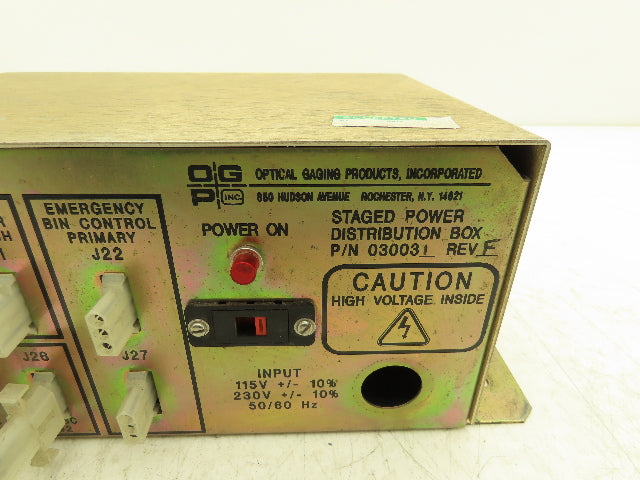 OGP INC.
OPTICAL GAGING PRODUCTS, INCORPORATED
850 HUDSON AVENUE ROCHESTER, N.Y. 14621
STAGED POWER
DISTRIBUTION BOX
P/N 030031 REV F
POWER ON
CAUTION
HIGH VOLTAGE INSIDE
INPUT
115V +/- 10%
230V +/- 10%
50/60 Hz
EMERGENCY
BIN CONTROL
PRIMARY
J22
J27
J26